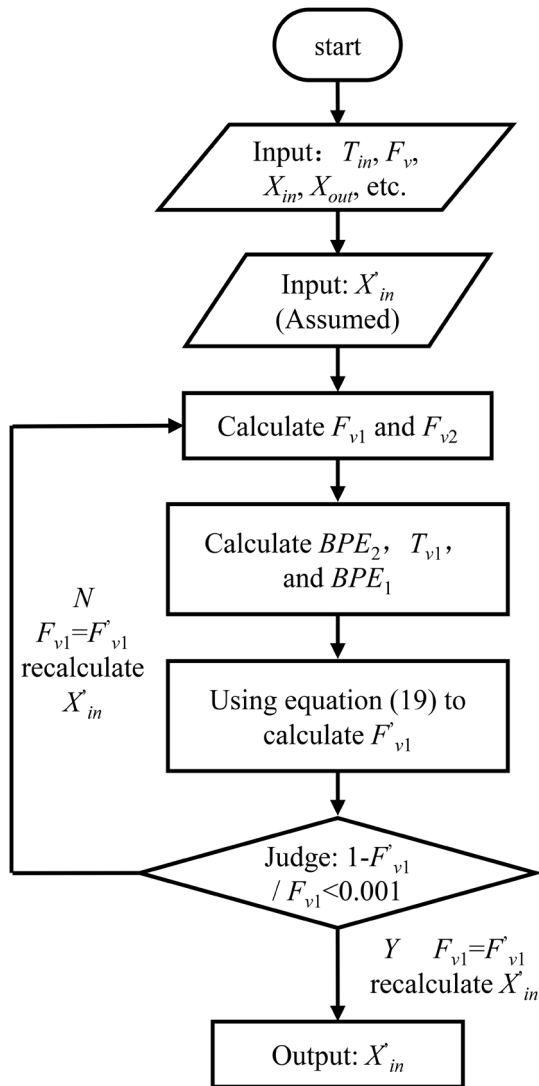 start
Input: T_in, F_v,
X_in, X_out, etc.
Input: X'_in
(Assumed)
Calculate F_v1 and F_v2
Calculate BPE_2, T_v1,
and BPE_1
N
F_v1=F'_v1
recalculate
X'_in
Using equation (19) to
calculate F'_v1
Judge: 1-F'_v1
/ F_v1<0.001
Y F_v1=F'_v1
recalculate X'_in
Output: X'_in